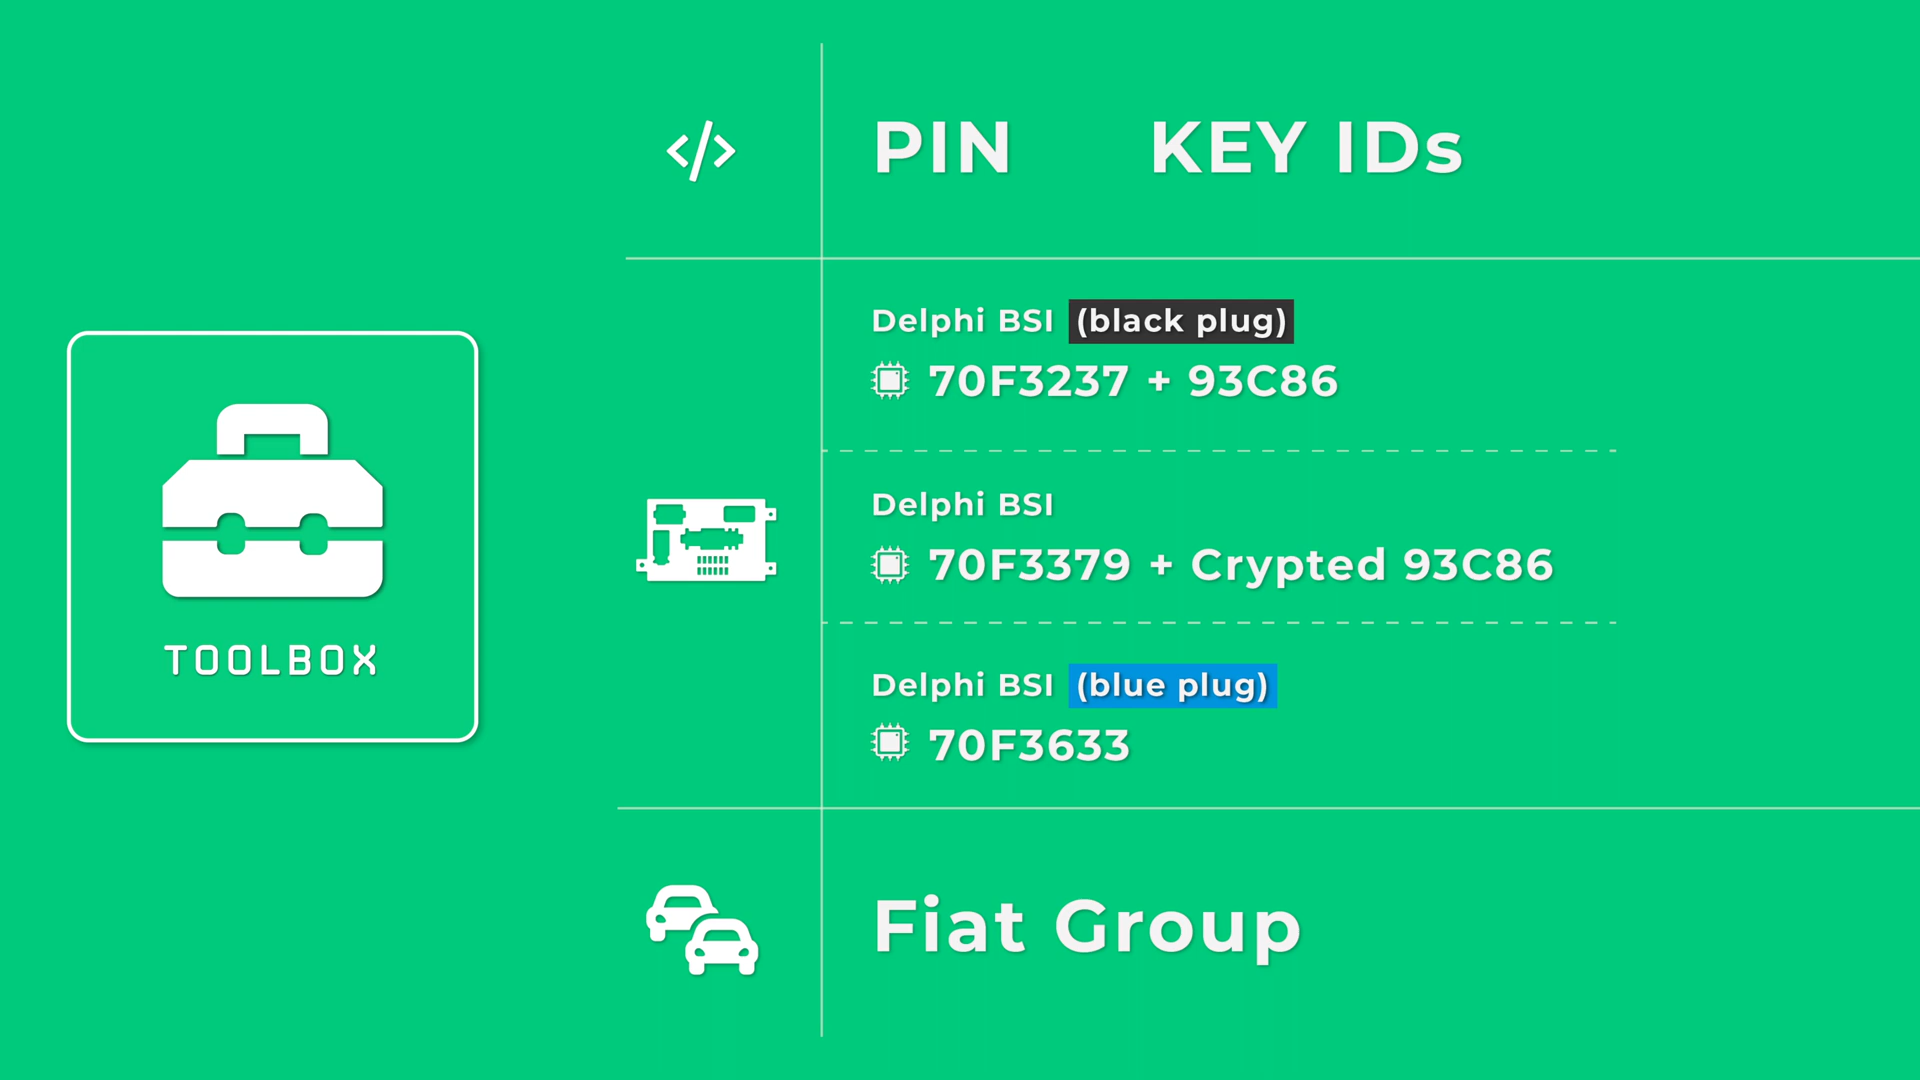 PIN KEY IDs
Delphi BSI (black plug)
70F3237 + 93C86
Delphi BSI
70F3379 + Crypted 93C86
Delphi BSI (blue plug)
70F3633
TOOLBOX
Fiat Group